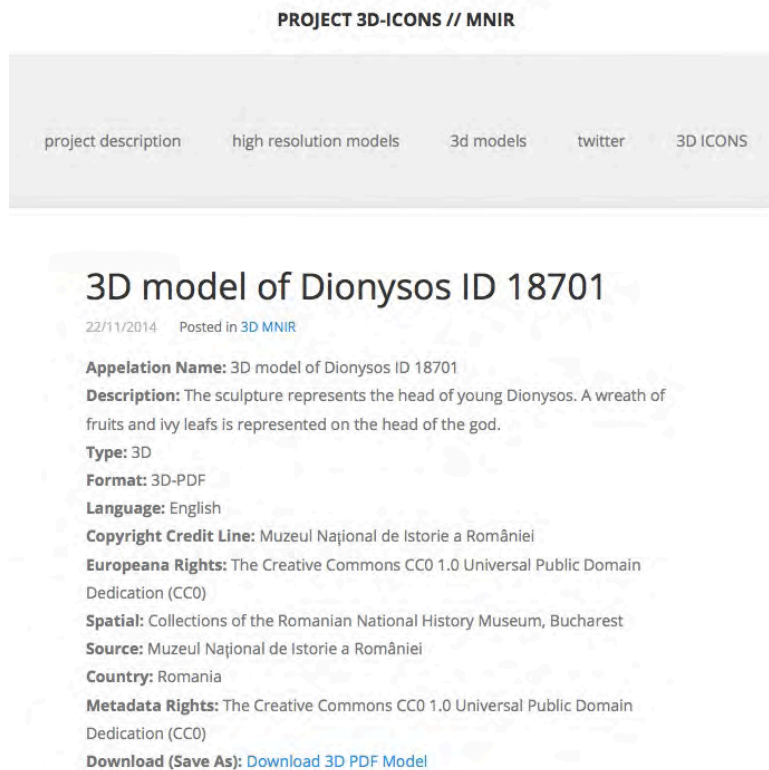 PROJECT 3D-ICONS // MNIR
project description high resolution models 3d models twitter 3D ICONS
3D model of Dionysos ID 18701
22/11/2014 Posted in 3D MNIR
Appelation Name: 3D model of Dionysos ID 18701
Description: The sculpture represents the head of young Dionysos. A wreath of
fruits and ivy leafs is represented on the head of the god.
Type: 3D
Format: 3D-PDF
Language: English
Copyright Credit Line: Muzeul Național de Istorie a României
Europeana Rights: The Creative Commons CC0 1.0 Universal Public Domain
Dedication (CC0)
Spatial: Collections of the Romanian National History Museum, Bucharest
Source: Muzeul Național de Istorie a României
Country: Romania
Metadata Rights: The Creative Commons CC0 1.0 Universal Public Domain
Dedication (CC0)
Download (Save As): Download 3D PDF Model